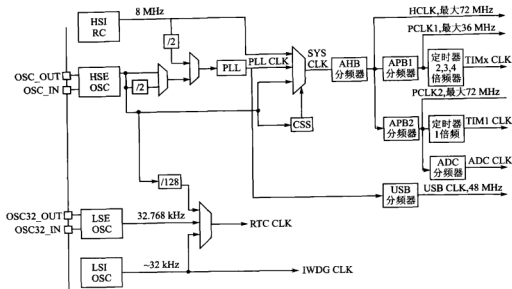 HSI
RC
8 MHz
/2
HCLK,最大72 MHz
PCLK1,最大36 MHz
OSC_OUT
OSC_IN
HSE
OSC
/2
PLL
PLL CLK
SYS
CLK
AHB
分频器
APB1
分频器
定时器
2,3,4
倍频器
TIMx CLK
PCLK2,最大72 MHz
CSS
APB2
分频器
定时器
1倍频
TIM1 CLK
ADC
分频器
ADC CLK
/128
USB
分频器
USB CLK,48 MHz
OSC32_OUT
OSC32_IN
LSE
OSC
32.768 kHz
RTC CLK
LSI
OSC
~32 kHz
IWDG CLK